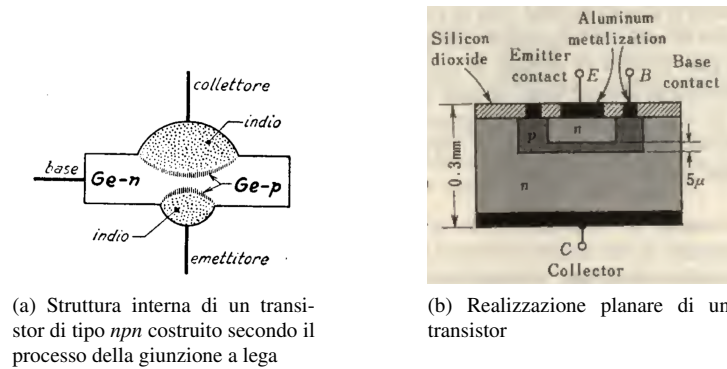 collettore
indio
base
Ge-n
Ge-p
indio
emettitore
(a) Struttura interna di un transi-
stor di tipo npn costruito secondo il
processo della giunzione a lega
Aluminum
metalization
Silicon
dioxide
Emitter
contact
E
B
Base
contact
p
n
n
0.3mm
5μ
C
Collector
(b) Realizzazione planare di un
transistor